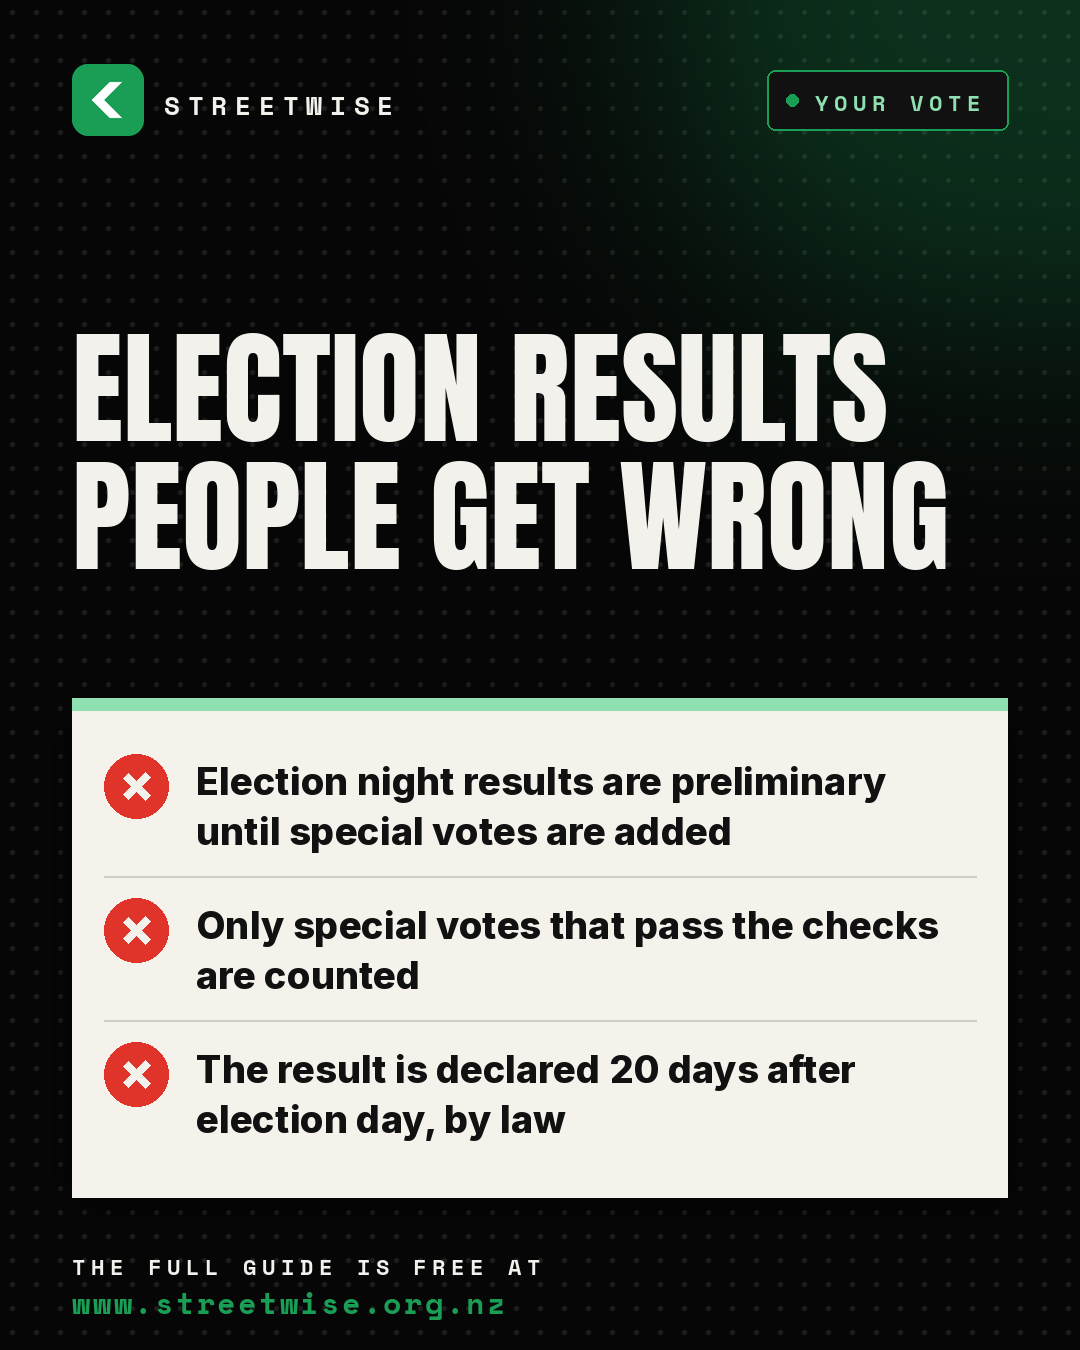 STREETWISE
YOUR VOTE
ELECTION RESULTS
PEOPLE GET WRONG
Election night results are preliminary
until special votes are added
Only special votes that pass the checks
are counted
The result is declared 20 days after
election day, by law
THE FULL GUIDE IS FREE AT
www.streetwise.org.nz